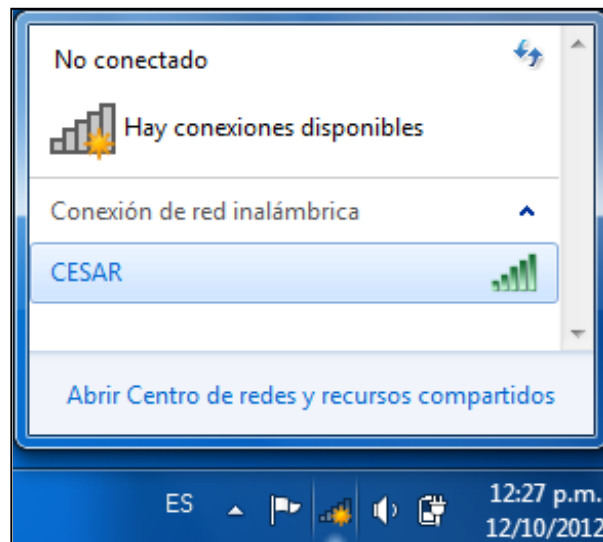 No conectado
Hay conexiones disponibles
Conexión de red inalámbrica
CESAR
Abrir Centro de redes y recursos compartidos
ES
12:27 p.m.
12/10/2012